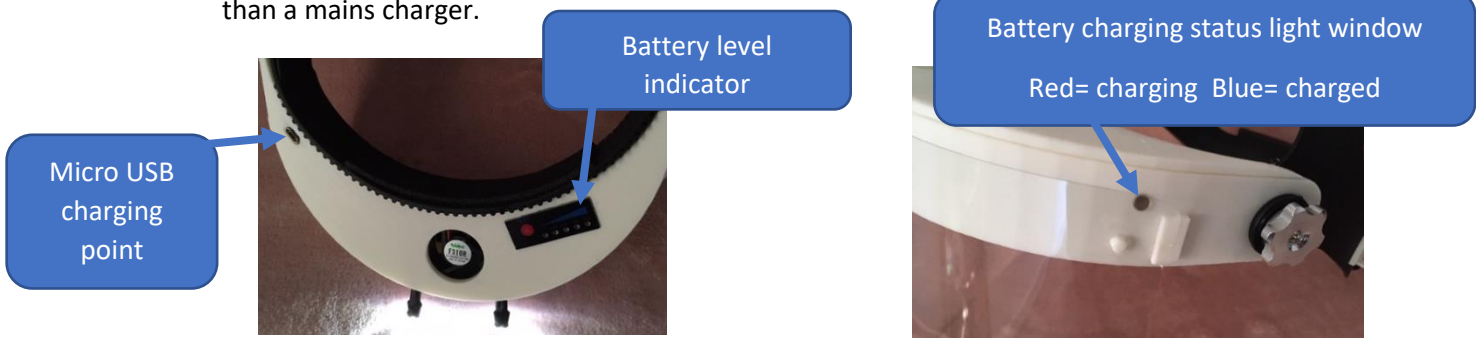 than a mains charger.
Battery level
indicator
Battery charging status light window
Red= charging Blue= charged
Micro USB
charging
point
F310R